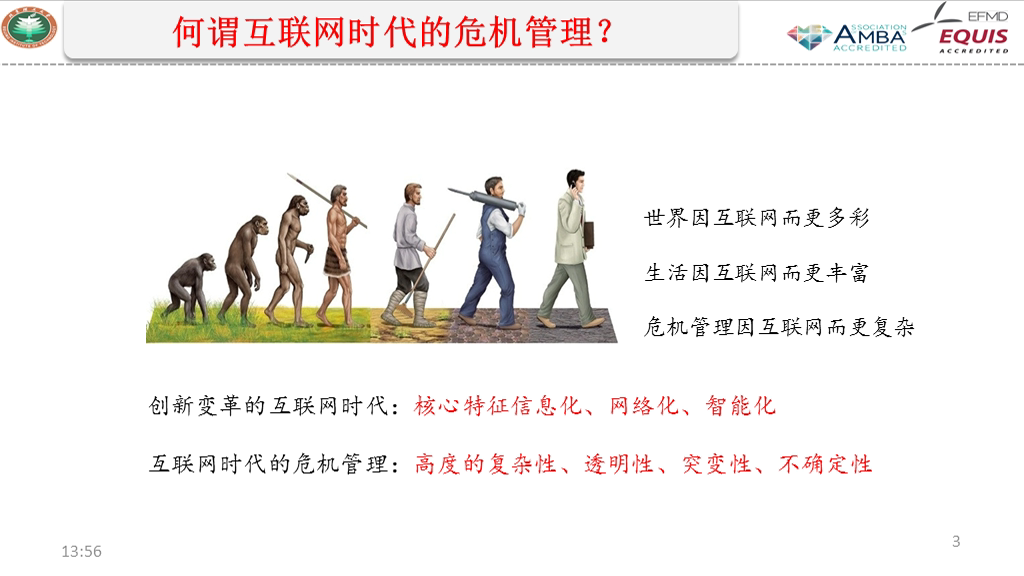 何谓互联网时代的危机管理？
ASSOCIATION
AMBA
ACCREDITED
EFMD
EQUIS
ACCREDITED
世界因互联网而更多彩
生活因互联网而更丰富
危机管理因互联网而更复杂
创新变革的互联网时代：核心特征信息化、网络化、智能化
互联网时代的危机管理：高度的复杂性、透明性、突变性、不确定性
13:56
3